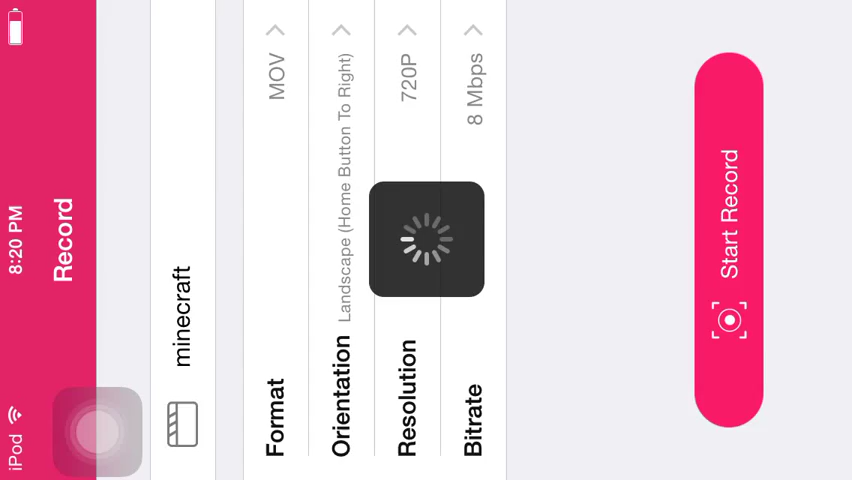 iPod
8:20 PM
Record
minecraft
Format MOV
Orientation Landscape (Home Button To Right)
Resolution 720P
Bitrate 8 Mbps
Start Record